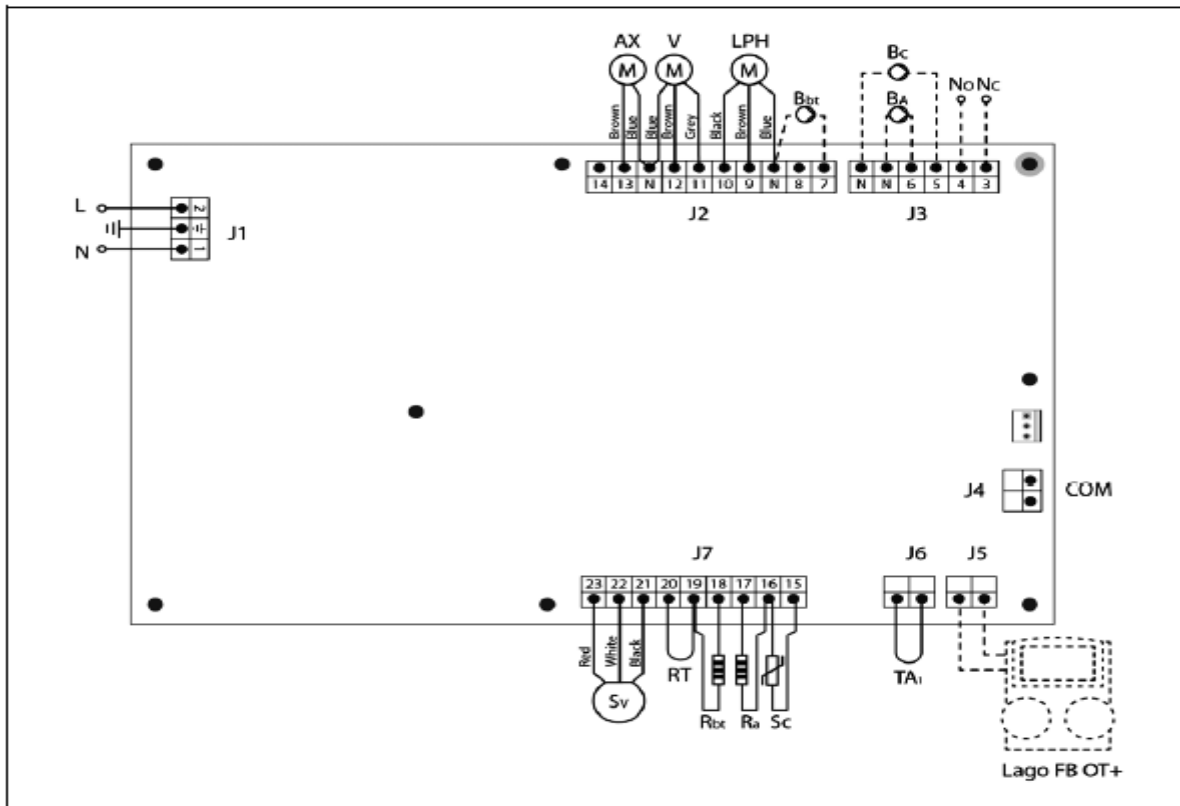 AX V LPH
Bc
Bbt
BA
No Nc
Brown
Blue
Blue
Brown
Grey
Black
Brown
Blue
14 13 N 12 11 10 9 N 8 7
N N 6 5 4 3
M M M
J2
J3
L
N
2
1
J1
J4 COM
J7
J6 J5
23 22 21 20 19 18 17 16 15
Red
White
Black
RT
Sv
Rbt Ra Sc
TA1
Lago FB OT+